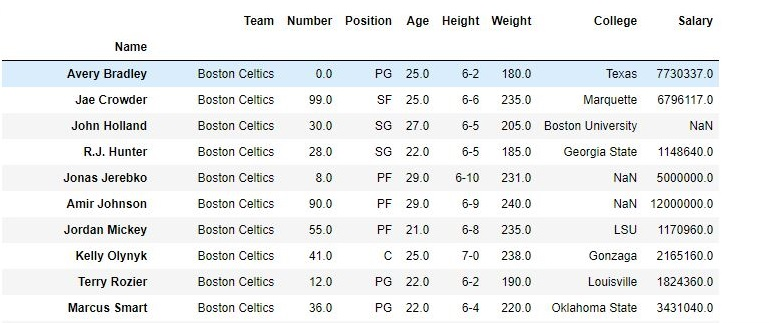 Team Number Position Age Height Weight College Salary
Name
Avery Bradley Boston Celtics 0.0 PG 25.0 6-2 180.0 Texas 7730337.0
Jae Crowder Boston Celtics 99.0 SF 25.0 6-6 235.0 Marquette 6796117.0
John Holland Boston Celtics 30.0 SG 27.0 6-5 205.0 Boston University NaN
R.J. Hunter Boston Celtics 28.0 SG 22.0 6-5 185.0 Georgia State 1148640.0
Jonas Jerebko Boston Celtics 8.0 PF 29.0 6-10 231.0 NaN 5000000.0
Amir Johnson Boston Celtics 90.0 PF 29.0 6-9 240.0 NaN 12000000.0
Jordan Mickey Boston Celtics 55.0 PF 21.0 6-8 235.0 LSU 1170960.0
Kelly Olynyk Boston Celtics 41.0 C 25.0 7-0 238.0 Gonzaga 2165160.0
Terry Rozier Boston Celtics 12.0 PG 22.0 6-2 190.0 Louisville 1824360.0
Marcus Smart Boston Celtics 36.0 PG 22.0 6-4 220.0 Oklahoma State 3431040.0